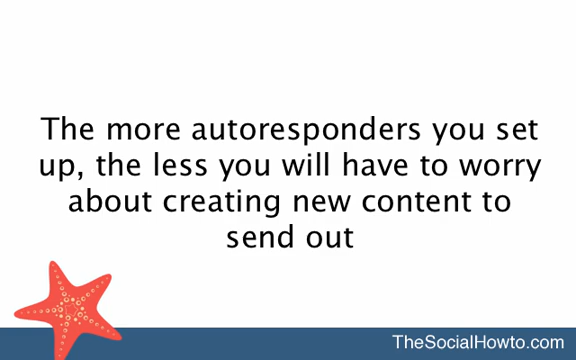 The more autoresponders you set
up, the less you will have to worry
about creating new content to
send out
TheSocialHowto.com